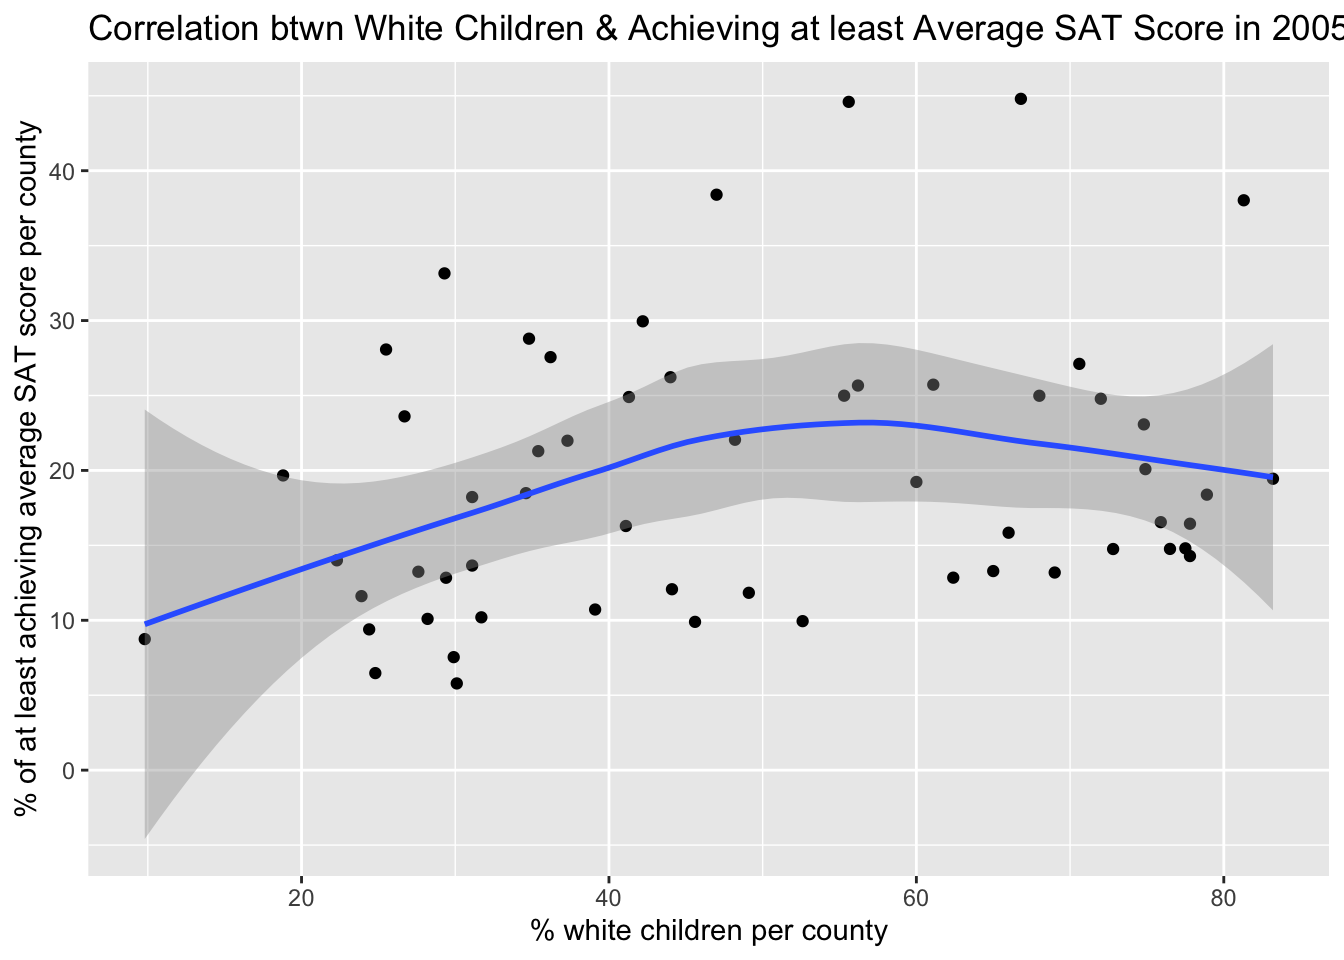 Correlation btwn White Children & Achieving at least Average SAT Score in 2005
% of at least achieving average SAT score per county
40
30
20
10
0
20 40 60 80
% white children per county